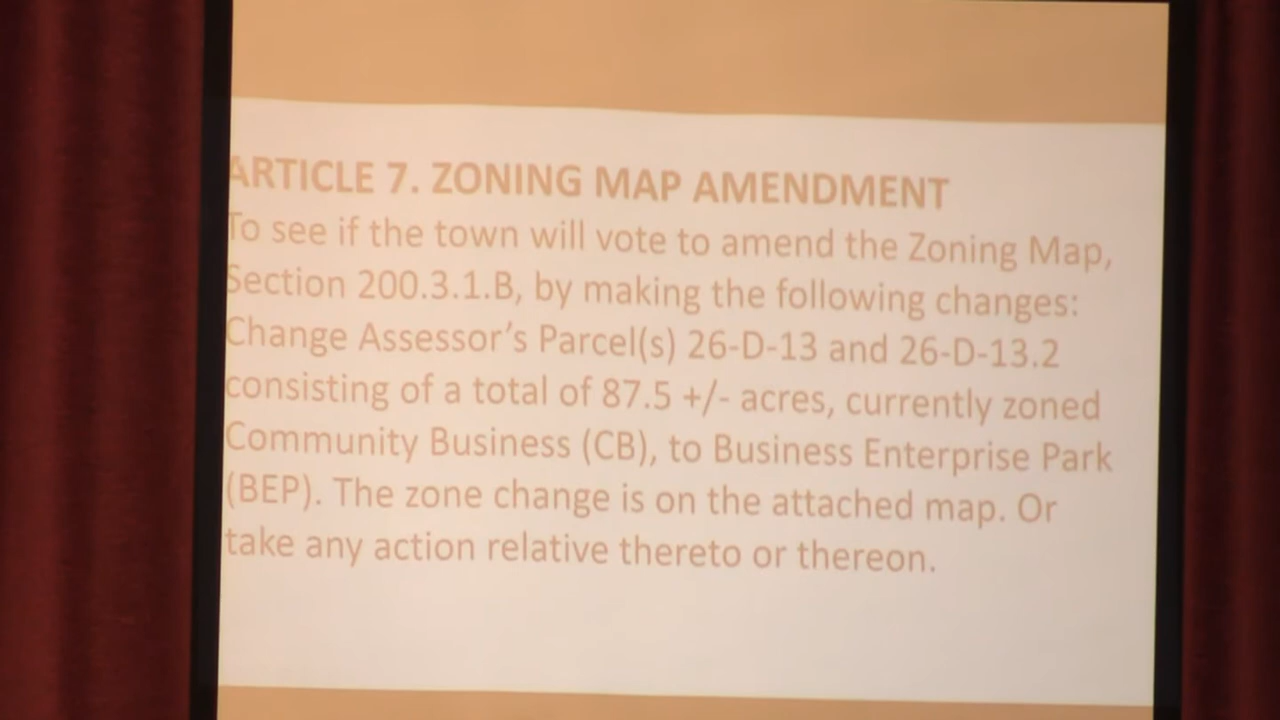 ARTICLE 7. ZONING MAP AMENDMENT
To see if the town will vote to amend the Zoning Map,
Section 200.3.1.B, by making the following changes:
Change Assessor’s Parcel(s) 26-D-13 and 26-D-13.2
consisting of a total of 87.5 +/- acres, currently zoned
Community Business (CB), to Business Enterprise Park
(BEP). The zone change is on the attached map. Or
take any action relative thereto or thereon.